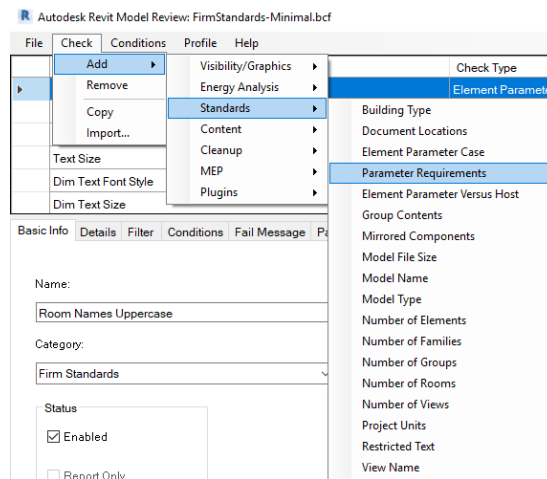 Autodesk Revit Model Review: FirmStandards-Minimal.bcf
File Check Conditions Profile Help
Add
Remove
Copy
Import...
Visibility/Graphics
Energy Analysis
Standards
Content
Cleanup
MEP
Plugins
Check Type
Element Paramete
Building Type
Document Locations
Element Parameter Case
Parameter Requirements
Element Parameter Versus Host
Group Contents
Mirrored Components
Model File Size
Model Name
Model Type
Number of Elements
Number of Families
Number of Groups
Number of Rooms
Number of Views
Project Units
Restricted Text
View Name
Text Size
Dim Text Font Style
Dim Text Size
Basic Info Details Filter Conditions Fail Message Pa
Name:
Room Names Uppercase
Category:
Firm Standards
Status
Enabled
Report Only